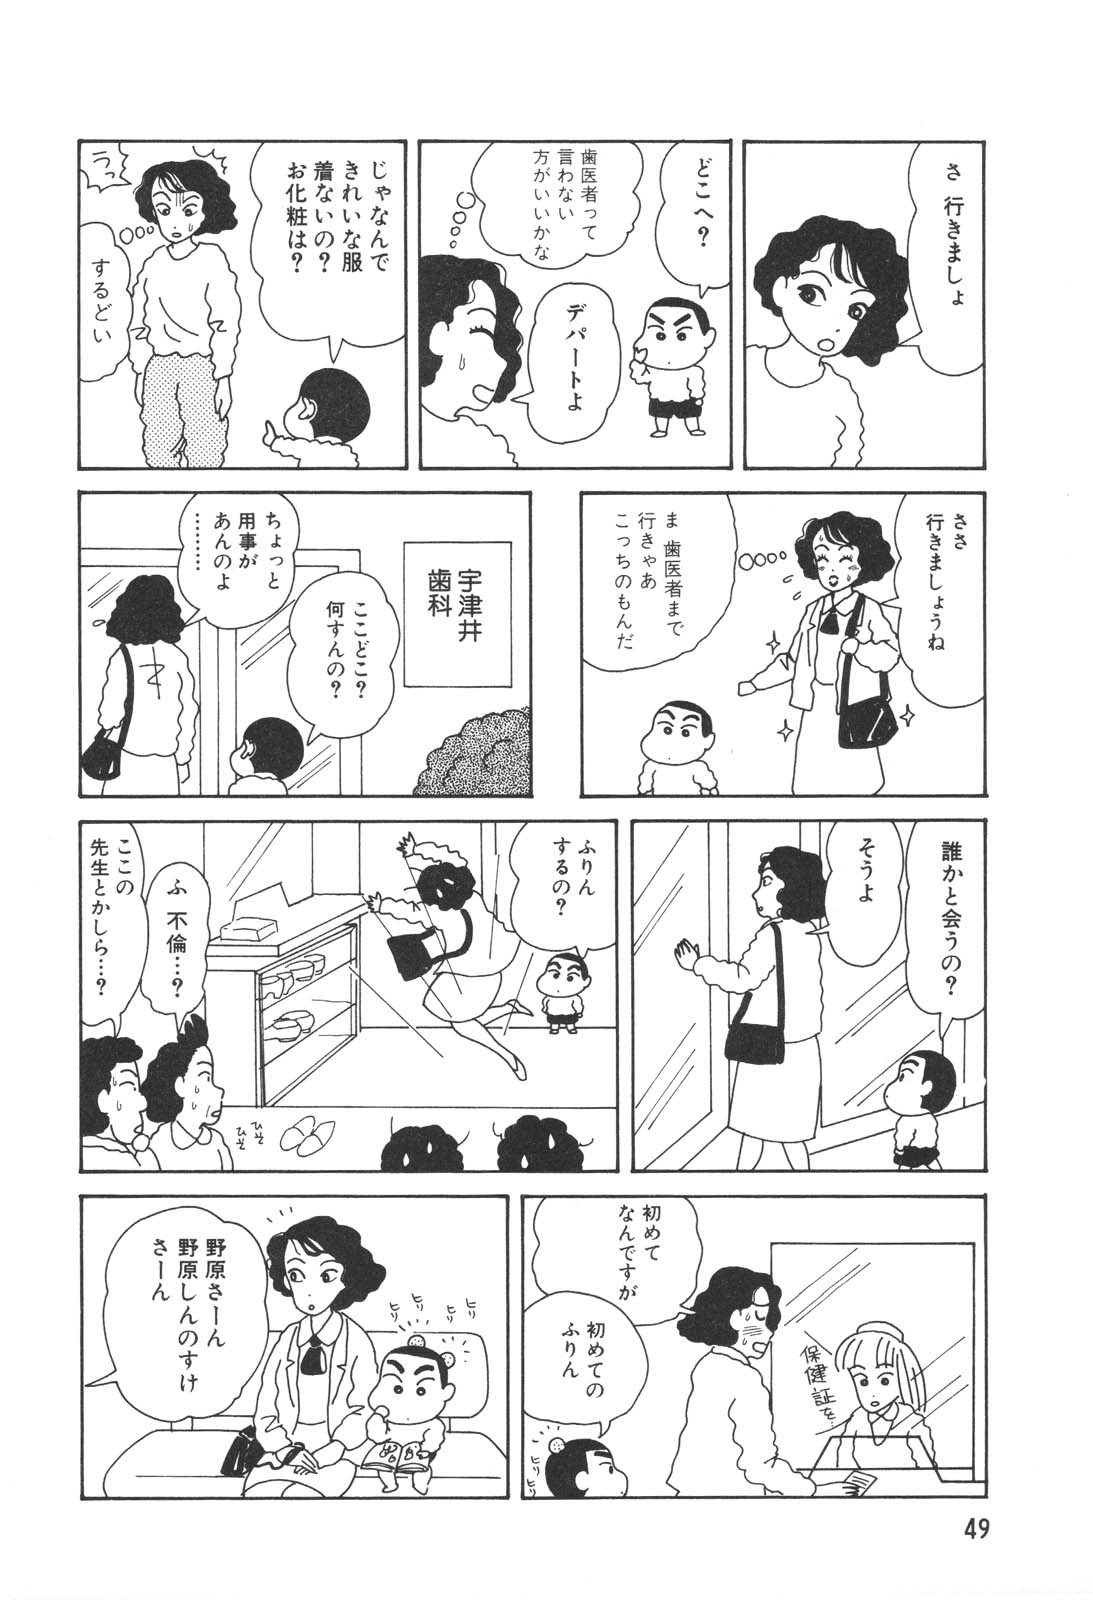 さ 行きましょ
どこへ?
歯医者って
言わない
方がいいかな
デパートよ
じゃなんで
きれいな服
着ないの?
お化粧は?
うっ
するどい
ささ
行きましょうね
ま 歯医者まで
行きゃあ
こっちのもんだ
宇津井
歯科
ここどこ?
何すんの?
ちょっと
用事が
あんのよ
………
誰かと会うの?
そうよ
ふりん
するの?
ふ 不倫…?
ここの
先生とかしら…?
ひそ
ひそ
初めて
なんですが
保健証を…
初めての
ふりん
ヒリ
ヒリ
野原さーん
野原しんのすけ
さーん
ヒリ
ヒリ
ヒリ
ヒリ
49